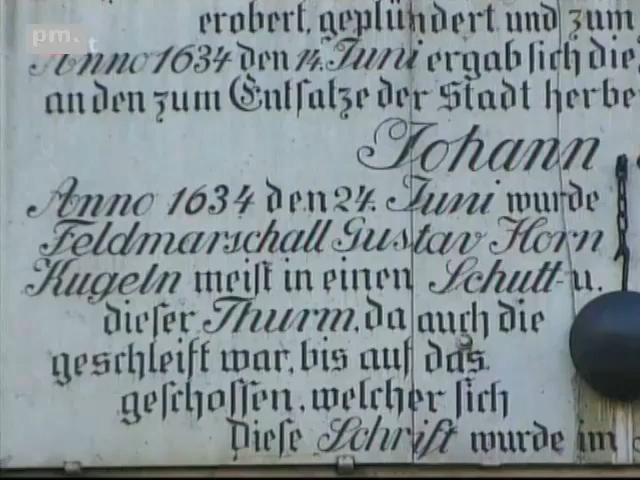 pm.
erobert, geplündert und zum
Anno 1634 den 14. Juni ergab sich die
an den zum Entsatze der Stadt herbe
Johann
Anno 1634 den 24. Juni wurde
Feldmarschall Gustav Horn
Kugeln meist in einen Schutt- u.
dieser Thurm, da auch die
geschleift war, bis auf das
geschossen, welcher sich
Diese Schrift wurde im